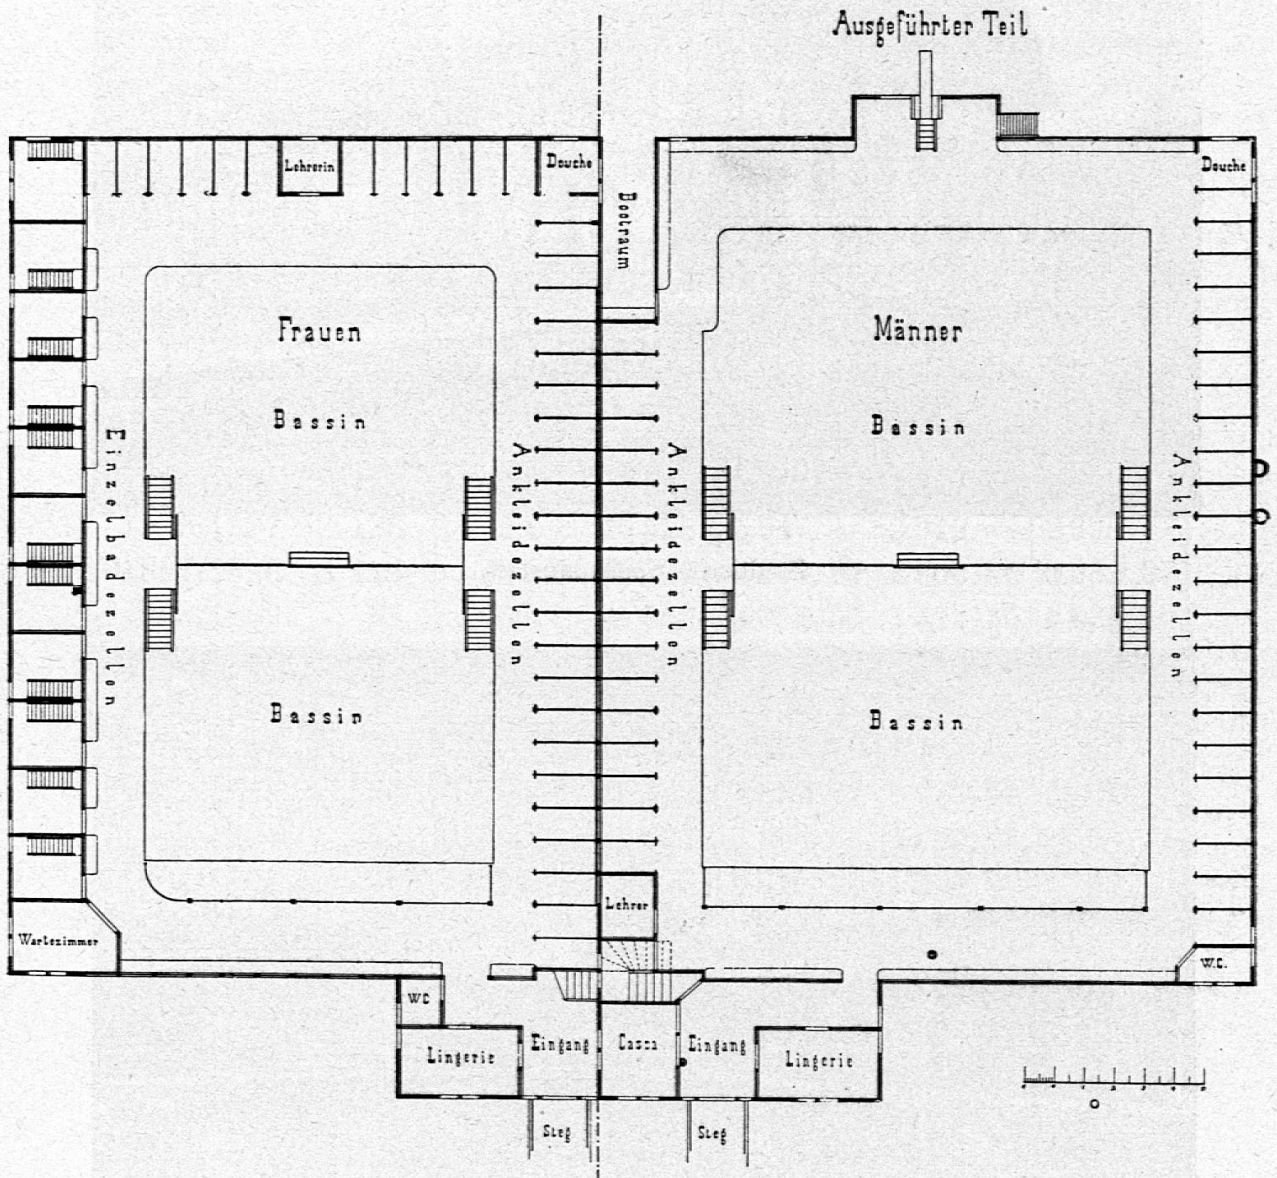 Ausgeführter Teil
Lehrerin
Douche
Bootraum
Douche
Frauen
Männer
Bassin
Bassin
Einzelbadezellen
Ankleidezellen
Ankleidezellen
Ankleidezellen
Bassin
Bassin
Lehrer
Wartezimmer
W.C.
WC
Lingerie
Eingang
Cassa
Eingang
Lingerie
Steg
Steg